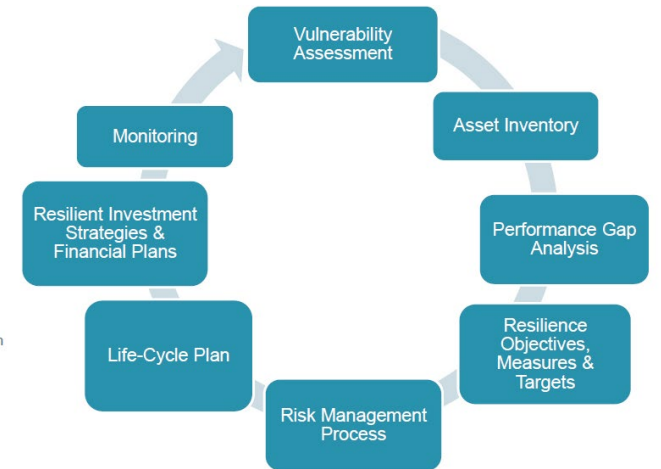 Vulnerability
Assessment
Asset Inventory
Performance Gap
Analysis
Resilience
Objectives,
Measures &
Targets
Risk Management
Process
Life-Cycle Plan
Resilient Investment
Strategies &
Financial Plans
Monitoring